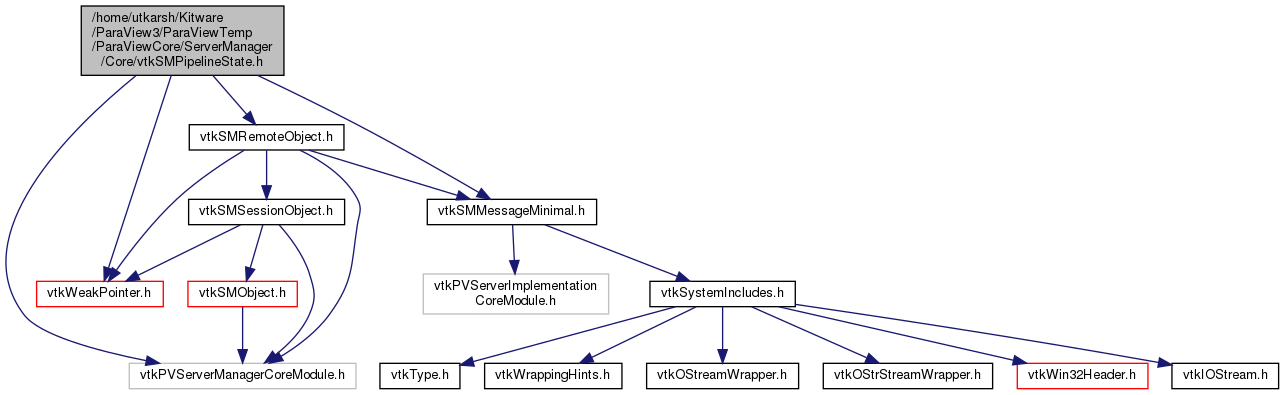 /home/utkarsh/Kitware
/ParaView3/ParaViewTemp
/ParaViewCore/ServerManager
/Core/vtkSMPipelineState.h
vtkSMRemoteObject.h
vtkSMSessionObject.h
vtkSMMessageMinimal.h
vtkWeakPointer.h
vtkSMObject.h
vtkPVServerImplementation
CoreModule.h
vtkSystemIncludes.h
vtkPVServerManagerCoreModule.h
vtkType.h
vtkWrappingHints.h
vtkOStreamWrapper.h
vtkOStrStreamWrapper.h
vtkWin32Header.h
vtkIOStream.h